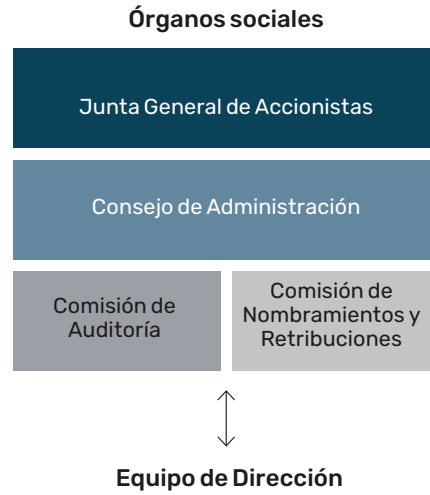 Órganos sociales
Junta General de Accionistas
Consejo de Administración
Comisión de
Auditoría
Comisión de
Nombramientos y
Retribuciones
Equipo de Dirección